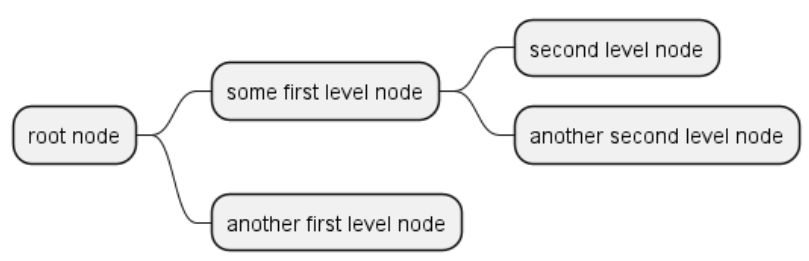 root node
some first level node
second level node
another second level node
another first level node